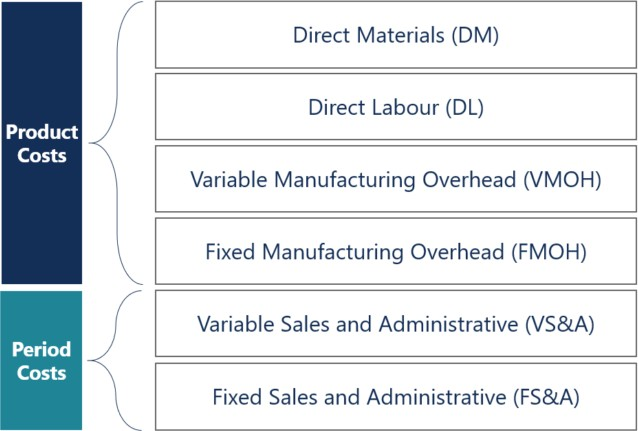 Product
Costs
Direct Materials (DM)
Direct Labour (DL)
Variable Manufacturing Overhead (VMOH)
Fixed Manufacturing Overhead (FMOH)
Period
Costs
Variable Sales and Administrative (VS&A)
Fixed Sales and Administrative (FS&A)